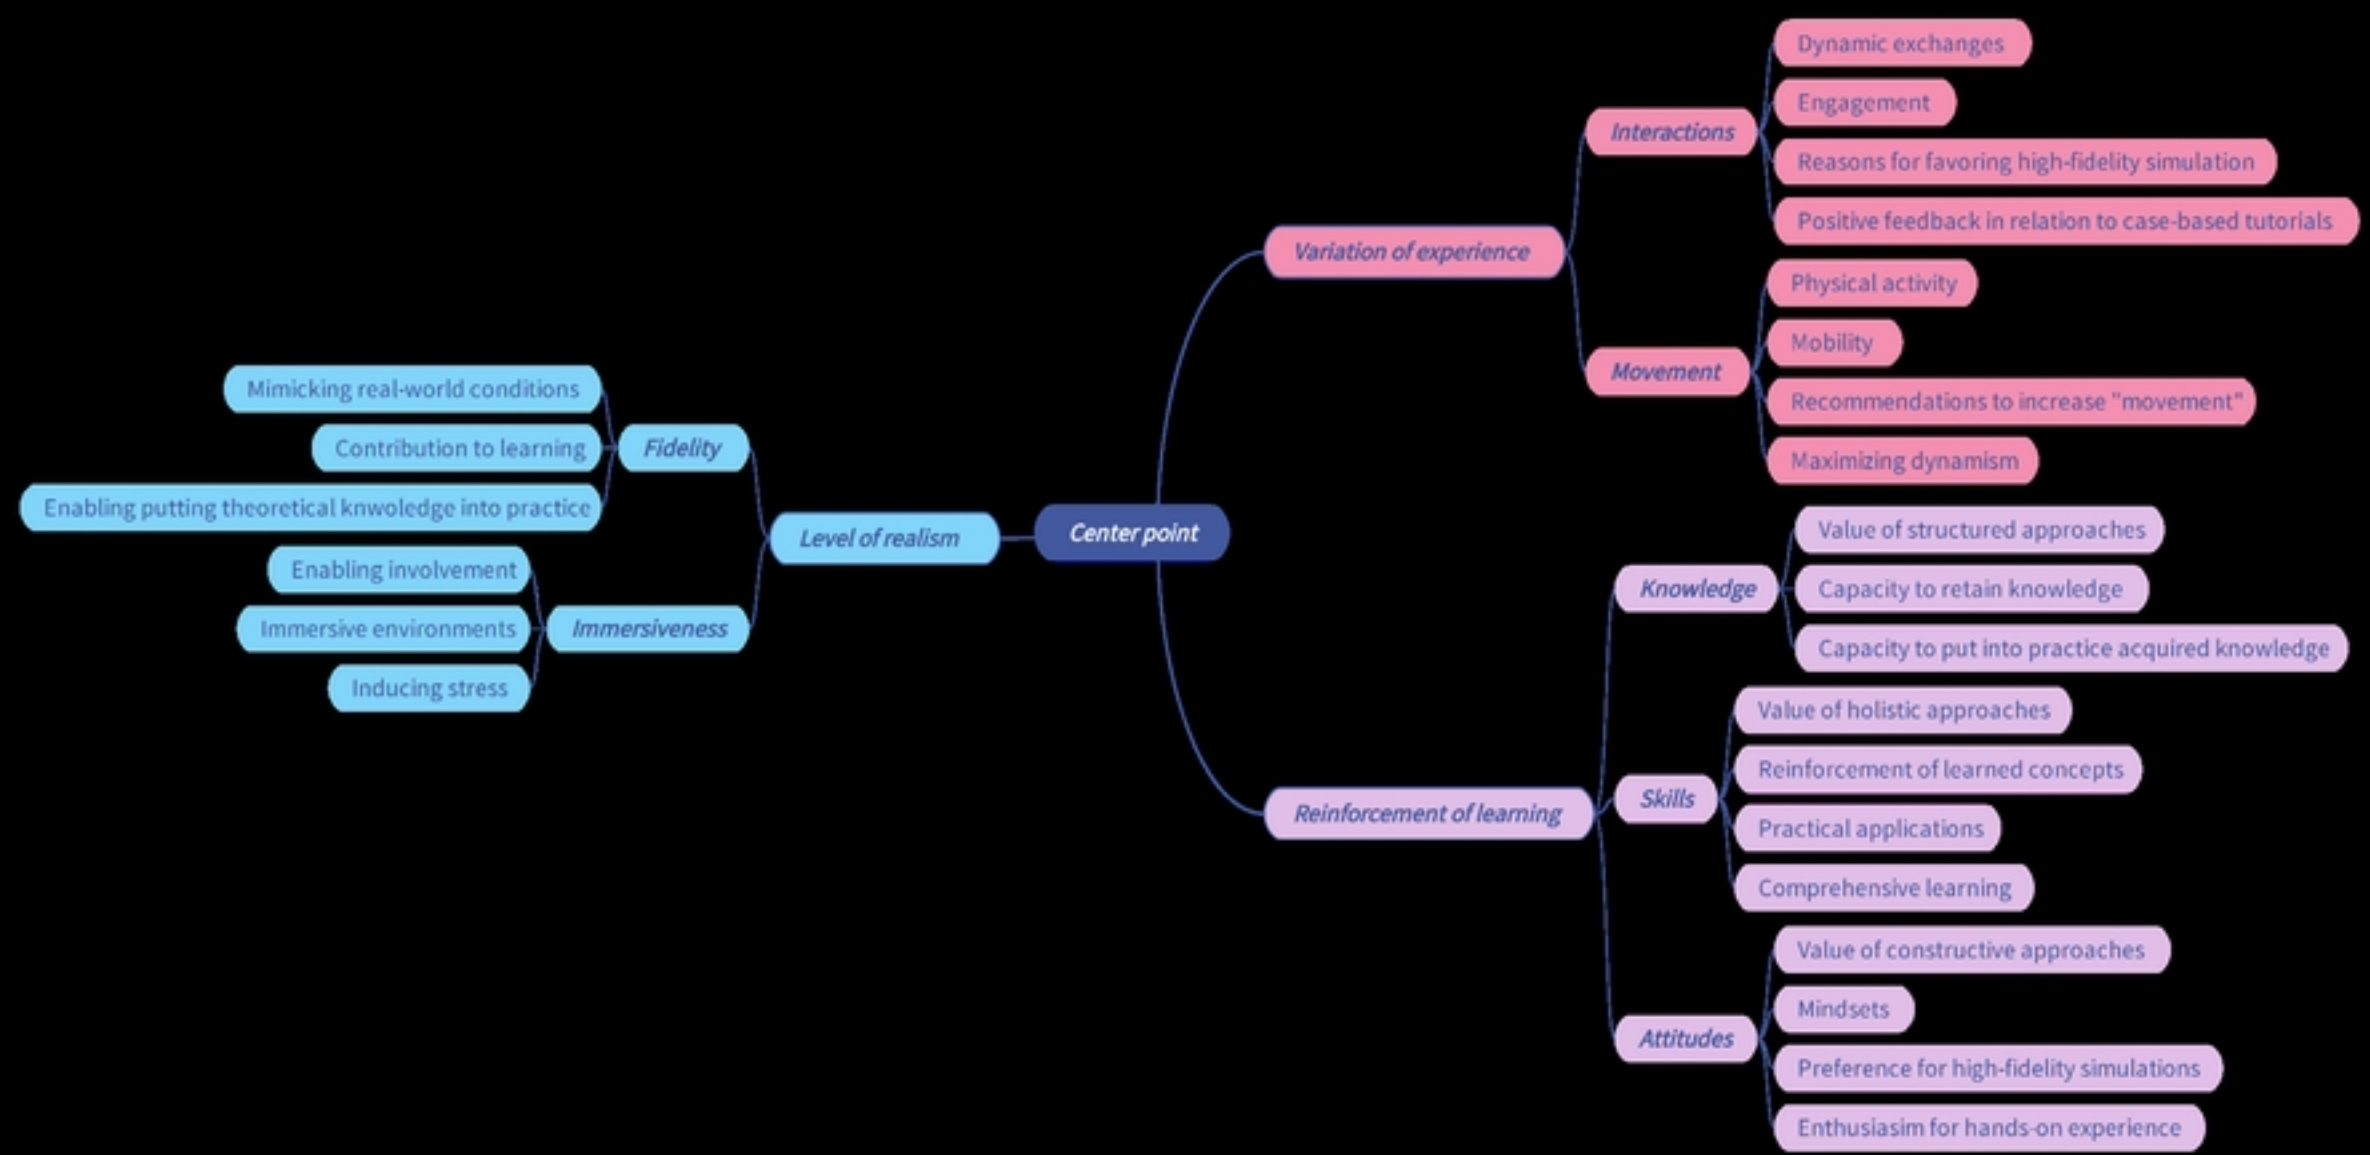 Dynamic exchanges
Engagement
Interactions
Reasons for favoring high-fidelity simulation
Positive feedback in relation to case-based tutorials
Variation of experience
Physical activity
Mobility
Movement
Recommendations to increase "movement"
Maximizing dynamism
Mimicking real-world conditions
Contribution to learning
Fidelity
Enabling putting theoretical knwoledge into practice
Level of realism
Center point
Enabling involvement
Immersive environments
Immersiveness
Inducing stress
Value of structured approaches
Knowledge
Capacity to retain knowledge
Capacity to put into practice acquired knowledge
Value of holistic approaches
Reinforcement of learned concepts
Skills
Practical applications
Reinforcement of learning
Comprehensive learning
Value of constructive approaches
Mindsets
Attitudes
Preference for high-fidelity simulations
Enthusiasim for hands-on experience